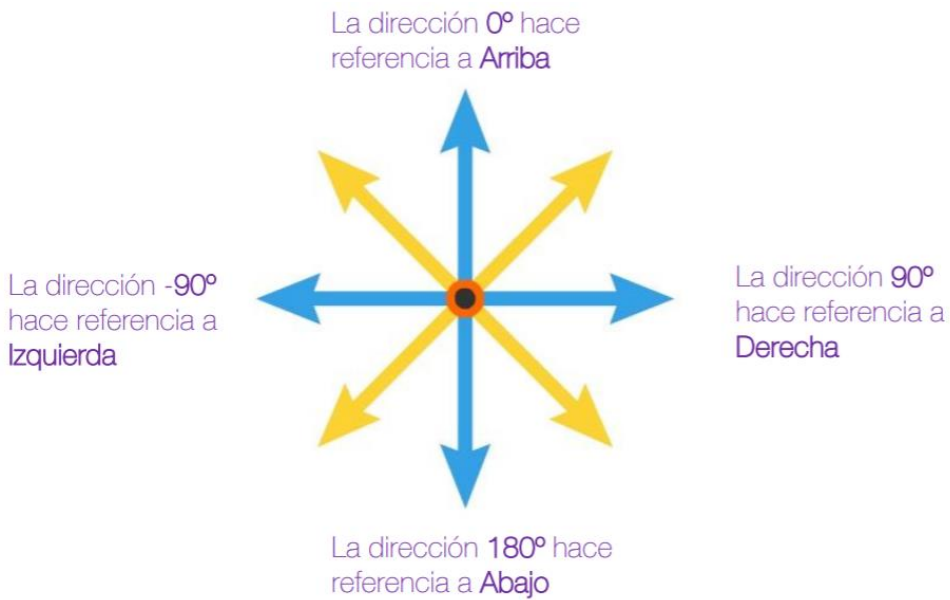 La dirección 0º hace
referencia a Arriba
La dirección -90º
hace referencia a
Izquierda
La dirección 90º
hace referencia a
Derecha
La dirección 180º hace
referencia a Abajo